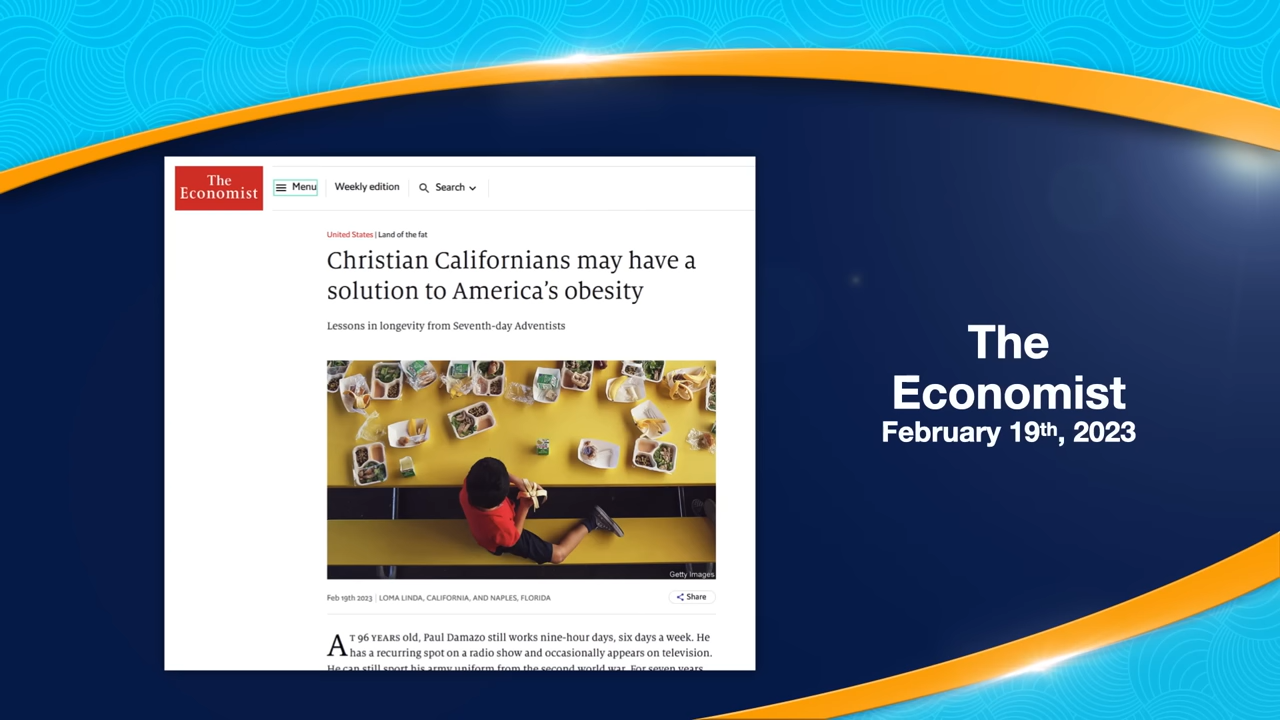 The
Economist
Menu
Weekly edition
Search
United States | Land of the fat
Christian Californians may have a
solution to America's obesity
Lessons in longevity from Seventh-day Adventists
Getty Images
Feb 19th 2023 | LOMA LINDA, CALIFORNIA, AND NAPLES, FLORIDA
Share
AT 96 YEARS old, Paul Damazo still works nine-hour days, six days a week. He
has a recurring spot on a radio show and occasionally appears on television.
He can still sport his army uniform from the second world war. For seven years
The
Economist
February 19th, 2023